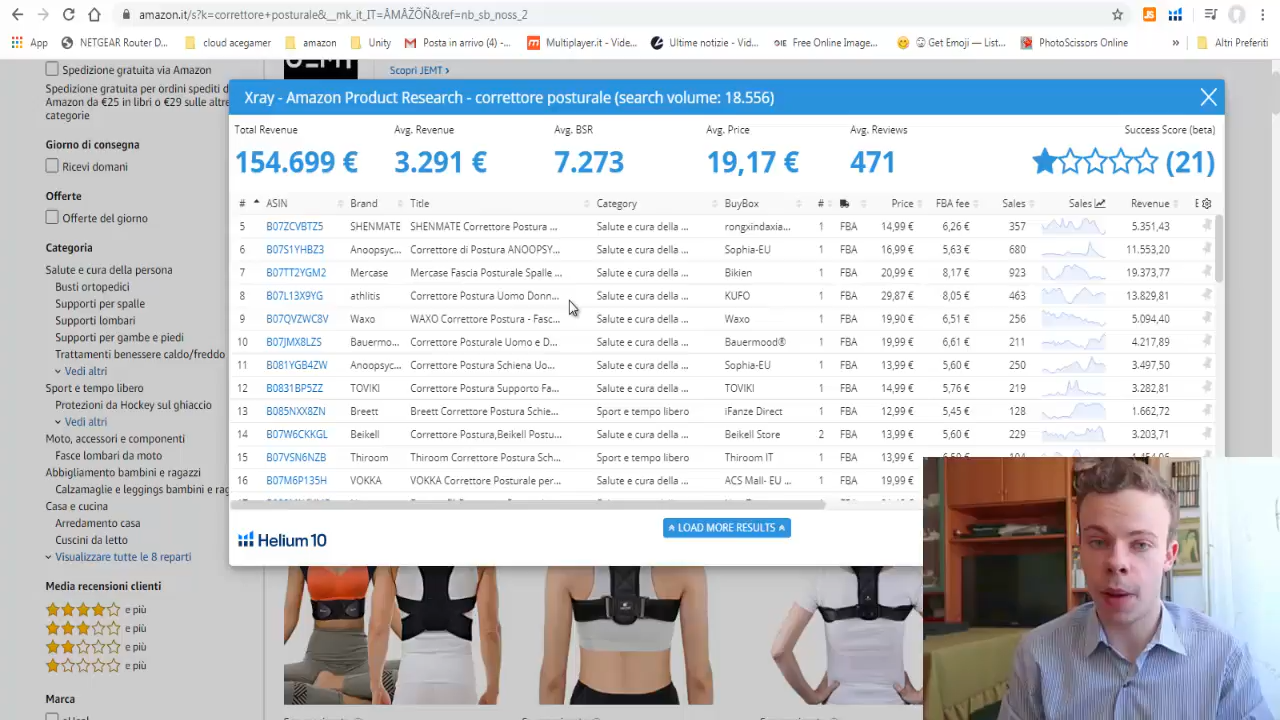 amazon.it/s?k=correttore+posturale&__mk_it_IT=ÅMÅŽÕÑ&ref=nb_sb_noss_2
App NETGEAR Router D... cloud acegamer amazon Unity Posta in arrivo (4) -... Multiplayer.it - Vide... Ultime notizie - Vid... Free Online Image... Get Emoji — List... PhotoScissors Online » Altri Preferiti
Spedizione gratuita via Amazon
Spedizione gratuita per ordini spediti d
Amazon da €25 in libri o €29 sulle altre
categorie
Giorno di consegna
Ricevi domani
Offerte
Offerte del giorno
Categoria
Salute e cura della persona
Busti ortopedici
Supporti per spalle
Supporti lombari
Supporti per gambe e piedi
Trattamenti benessere caldo/freddo
Vedi altri
Sport e tempo libero
Protezioni da Hockey sul ghiaccio
Vedi altri
Moto, accessori e componenti
Fasce lombari da moto
Abbigliamento bambini e ragazzi
Calzamaglie e leggings bambini e rag
Casa e cucina
Arredamento casa
Cuscini da letto
Visualizzare tutte le 8 reparti
Media recensioni clienti
e più
e più
e più
e più
Marca
Scopri JEMT ›
Xray - Amazon Product Research - correttore posturale (search volume: 18.556)
Total Revenue Avg. Revenue Avg. BSR Avg. Price Avg. Reviews Success Score (beta)
154.699 € 3.291 € 7.273 19,17 € 471 (21)
# ASIN Brand Title Category BuyBox # Price FBA fee Sales Sales Revenue E
5 B07ZCVBTZ5 SHENMATE SHENMATE Correttore Postura ... Salute e cura della ... rongxindaxia... 1 FBA 14,99 € 6,26 € 357 5.351,43
6 B07S1YHBZ3 Anoopsyc... Correttore di Postura ANOOPSY... Salute e cura della ... Sophia-EU 1 FBA 16,99 € 5,63 € 680 11.553,20
7 B07TT2YGM2 Mercase Mercase Fascia Posturale Spalle ... Salute e cura della ... Bikien 1 FBA 20,99 € 8,17 € 923 19.373,77
8 B07L13X9YG athlitis Correttore Postura Uomo Donn... Salute e cura della ... KUFO 1 FBA 29,87 € 8,05 € 463 13.829,81
9 B07QVZWC8V Waxo WAXO Correttore Postura - Fasc... Salute e cura della ... Waxo 1 FBA 19,90 € 6,51 € 256 5.094,40
10 B07JMX8LZS Bauermo... Correttore Posturale Uomo e D... Salute e cura della ... Bauermood® 1 FBA 19,99 € 6,61 € 211 4.217,89
11 B081YGB4ZW Anoopsyc... Correttore Postura Schiena Uo... Salute e cura della ... Sophia-EU 1 FBA 13,99 € 5,60 € 250 3.497,50
12 B0831BP5ZZ TOVIKI Correttore Postura Supporto Fa... Salute e cura della ... TOVIKI 1 FBA 14,99 € 5,76 € 219 3.282,81
13 B085NXX8ZN Breett Breett Correttore Postura Schie... Sport e tempo libero iFanze Direct 1 FBA 12,99 € 5,45 € 128 1.662,72
14 B07W6CKKGL Beikell Correttore Postura,Beikell Postu... Salute e cura della ... Beikell Store 2 FBA 13,99 € 5,60 € 229 3.203,71
15 B07VSN6NZB Thiroom Thiroom Correttore Postura Sch... Sport e tempo libero Thiroom IT 1 FBA 13,99 €
16 B07M6P135H VOKKA VOKKA Correttore Posturale per... Salute e cura della ... ACS Mall- EU ... 1 FBA 19,99 €
LOAD MORE RESULTS
Helium 10